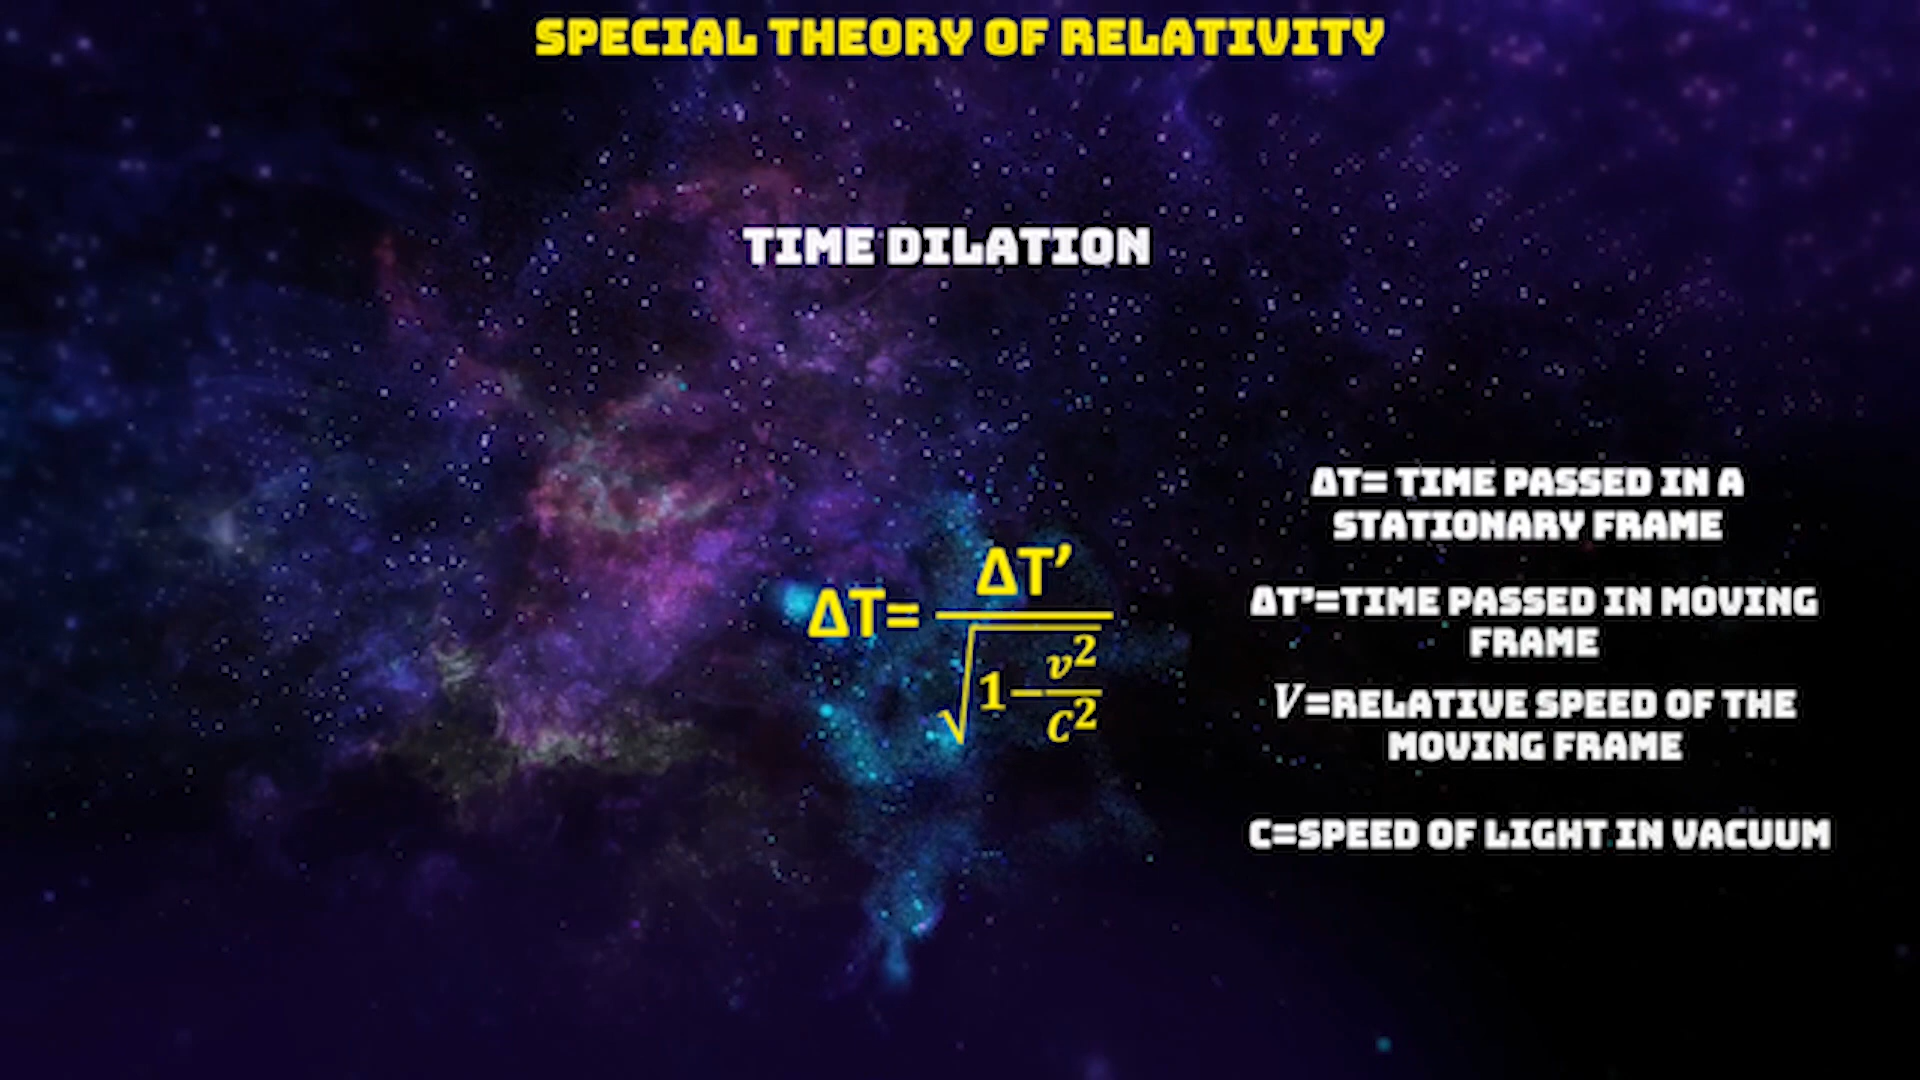 SPECIAL THEORY OF RELATIVITY
TIME DILATION
ΔT= ΔT’ / √(1−v²/c²)
ΔT= TIME PASSED IN A
STATIONARY FRAME
ΔT’=TIME PASSED IN MOVING
FRAME
V=RELATIVE SPEED OF THE
MOVING FRAME
C=SPEED OF LIGHT IN VACUUM